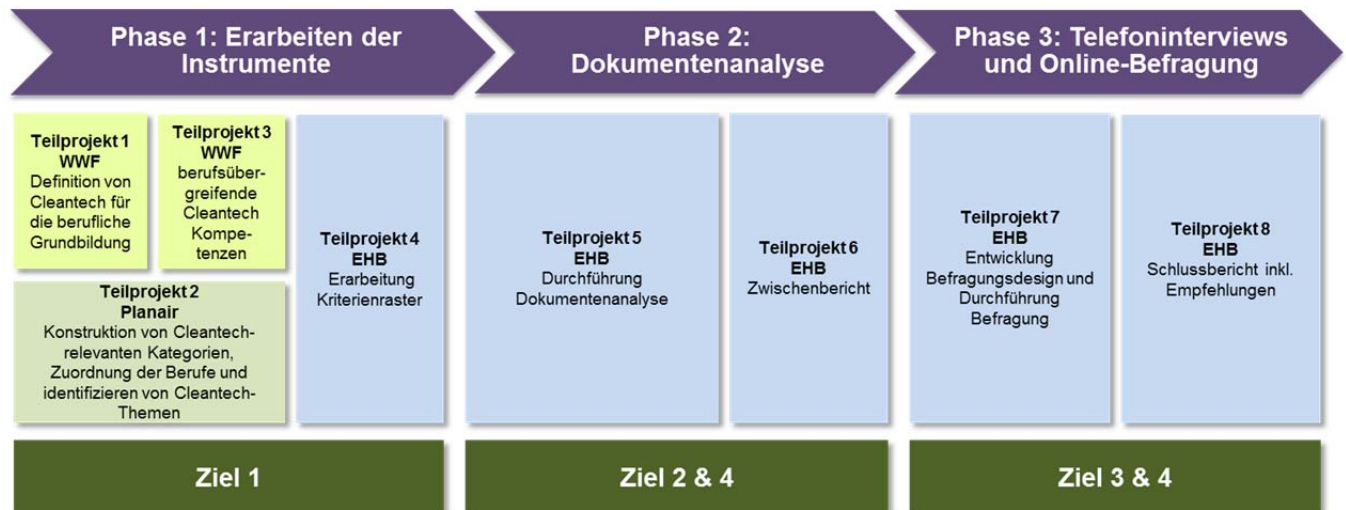 Phase 1: Erarbeiten der
Instrumente
Phase 2:
Dokumentenanalyse
Phase 3: Telefoninterviews
und Online-Befragung
Teilprojekt 1
WWF
Definition von
Cleantech für
die berufliche
Grundbildung
Teilprojekt 3
WWF
berufsüber-
greifende
Cleantech
Kompe-
tenzen
Teilprojekt 2
Planair
Konstruktion von Cleantech-
relevanten Kategorien,
Zuordnung der Berufe und
identifizieren von Cleantech-
Themen
Teilprojekt 4
EHB
Erarbeitung
Kriterienraster
Teilprojekt 5
EHB
Durchführung
Dokumentenanalyse
Teilprojekt 6
EHB
Zwischenbericht
Teilprojekt 7
EHB
Entwicklung
Befragungsdesign und
Durchführung
Befragung
Teilprojekt 8
EHB
Schlussbericht inkl.
Empfehlungen
Ziel 1
Ziel 2 & 4
Ziel 3 & 4